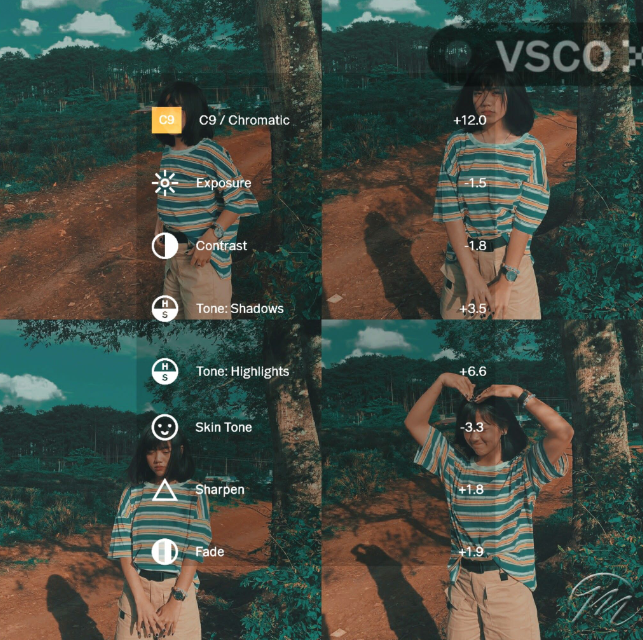 VSCO
C9 C9 / Chromatic +12.0
Exposure -1.5
Contrast -1.8
H S Tone: Shadows +3.5
H S Tone: Highlights +6.6
Skin Tone -3.3
Sharpen +1.8
Fade +1.9